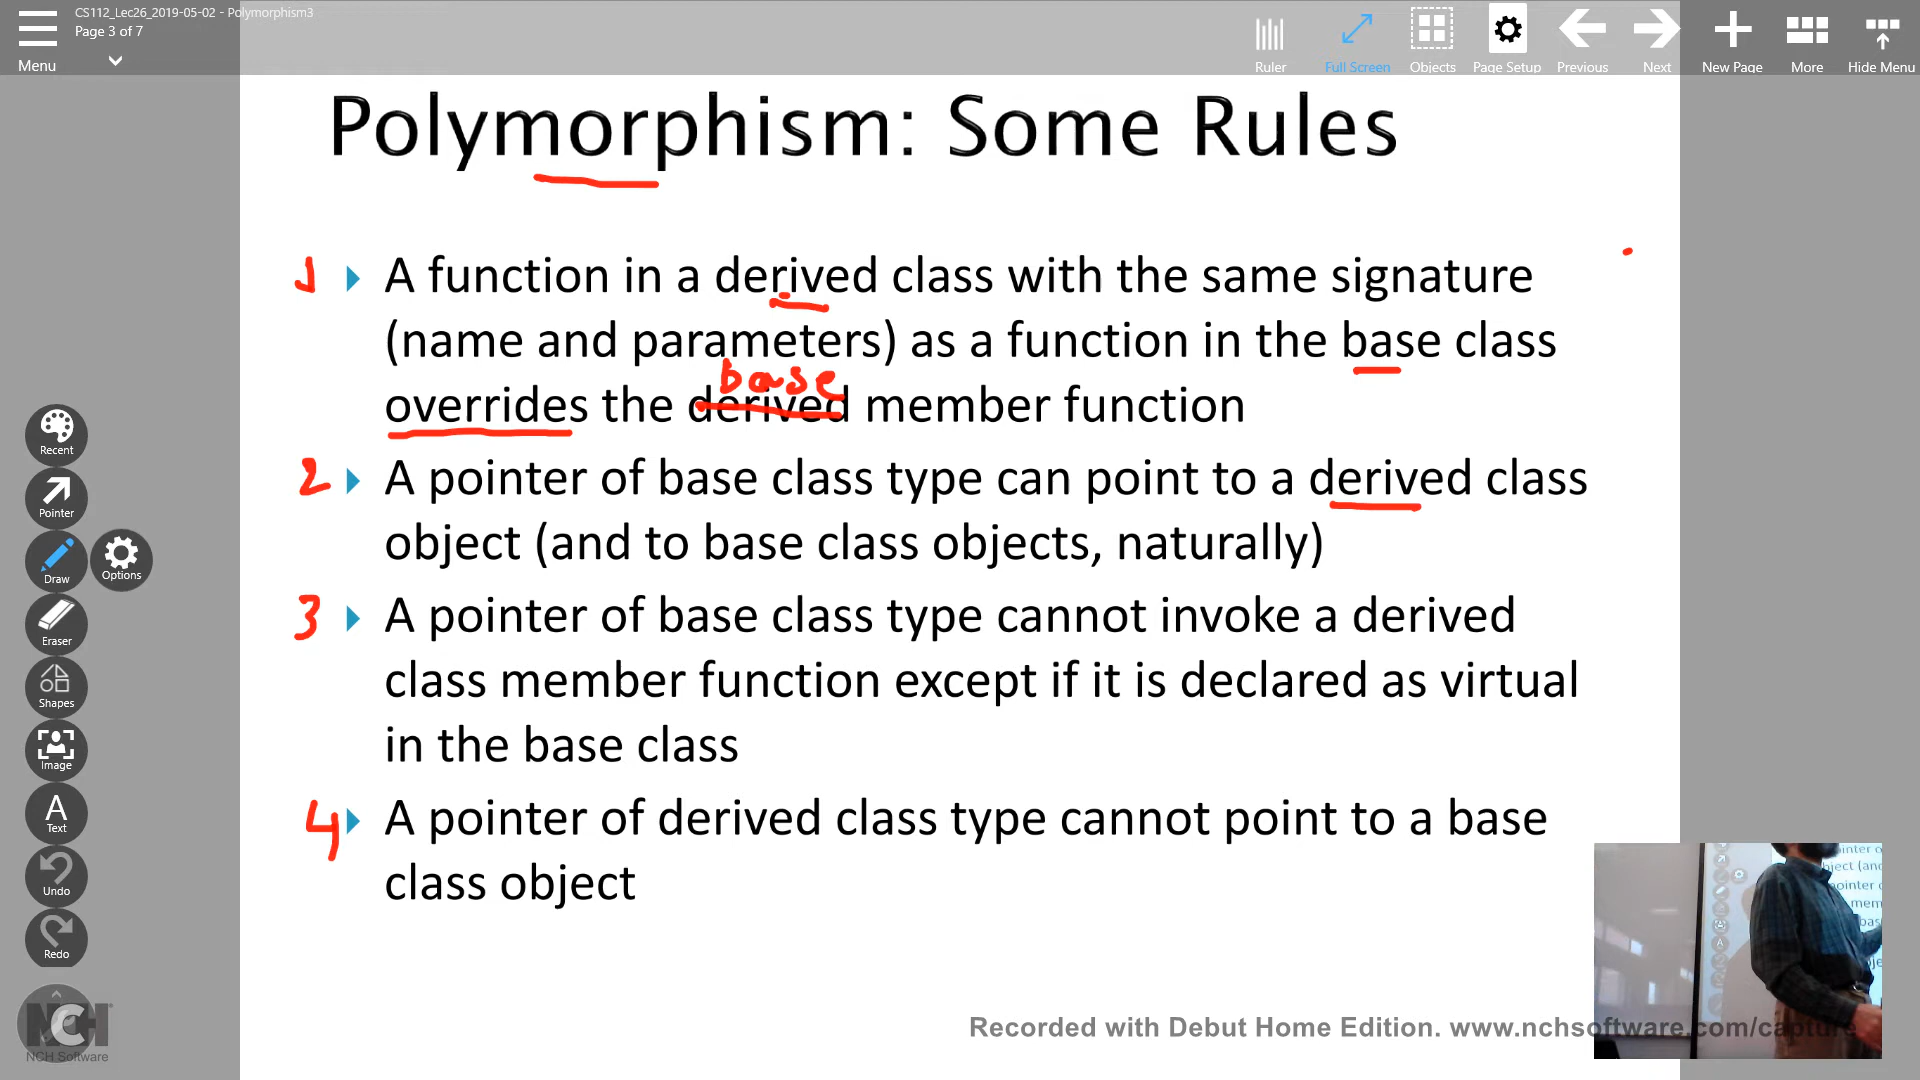 CS112_Lec26_2019-05-02 - Polymorphism3
Page 3 of 7
Menu
Ruler
Full Screen
Objects
Page Setup
Previous
Next
New Page
More
Hide Menu
Polymorphism: Some Rules
1 A function in a derived class with the same signature
(name and parameters) as a function in the base class
base
overrides the derived member function
2 A pointer of base class type can point to a derived class
object (and to base class objects, naturally)
3 A pointer of base class type cannot invoke a derived
class member function except if it is declared as virtual
in the base class
4 A pointer of derived class type cannot point to a base
class object
Recent
Pointer
Draw
Options
Eraser
Shapes
Image
A
Text
Undo
Redo
NCH
NCH Software
Recorded with Debut Home Edition. www.nchsoftware.com/capture